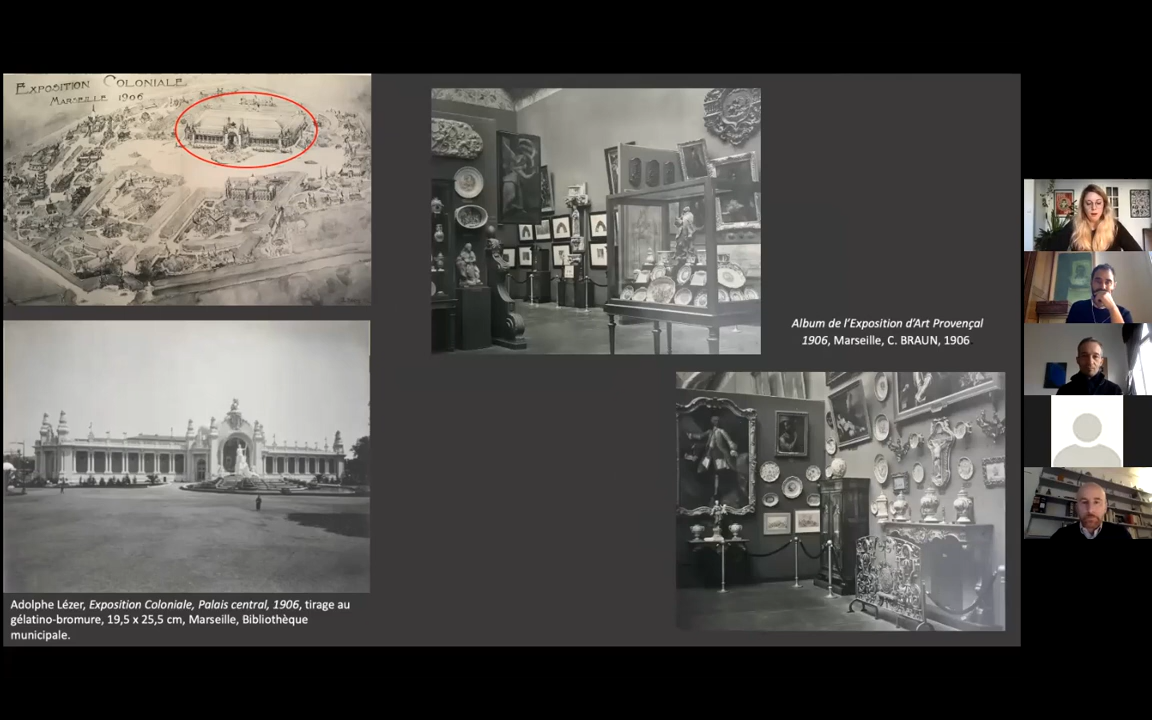 EXPOSITION COLONIALE
MARSEILLE 1906
Album de l'Exposition d'Art Provençal
1906, Marseille, C. BRAUN, 1906
Adolphe Lézer, Exposition Coloniale, Palais central, 1906, tirage au
gélatino-bromure, 19,5 x 25,5 cm, Marseille, Bibliothèque
municipale.